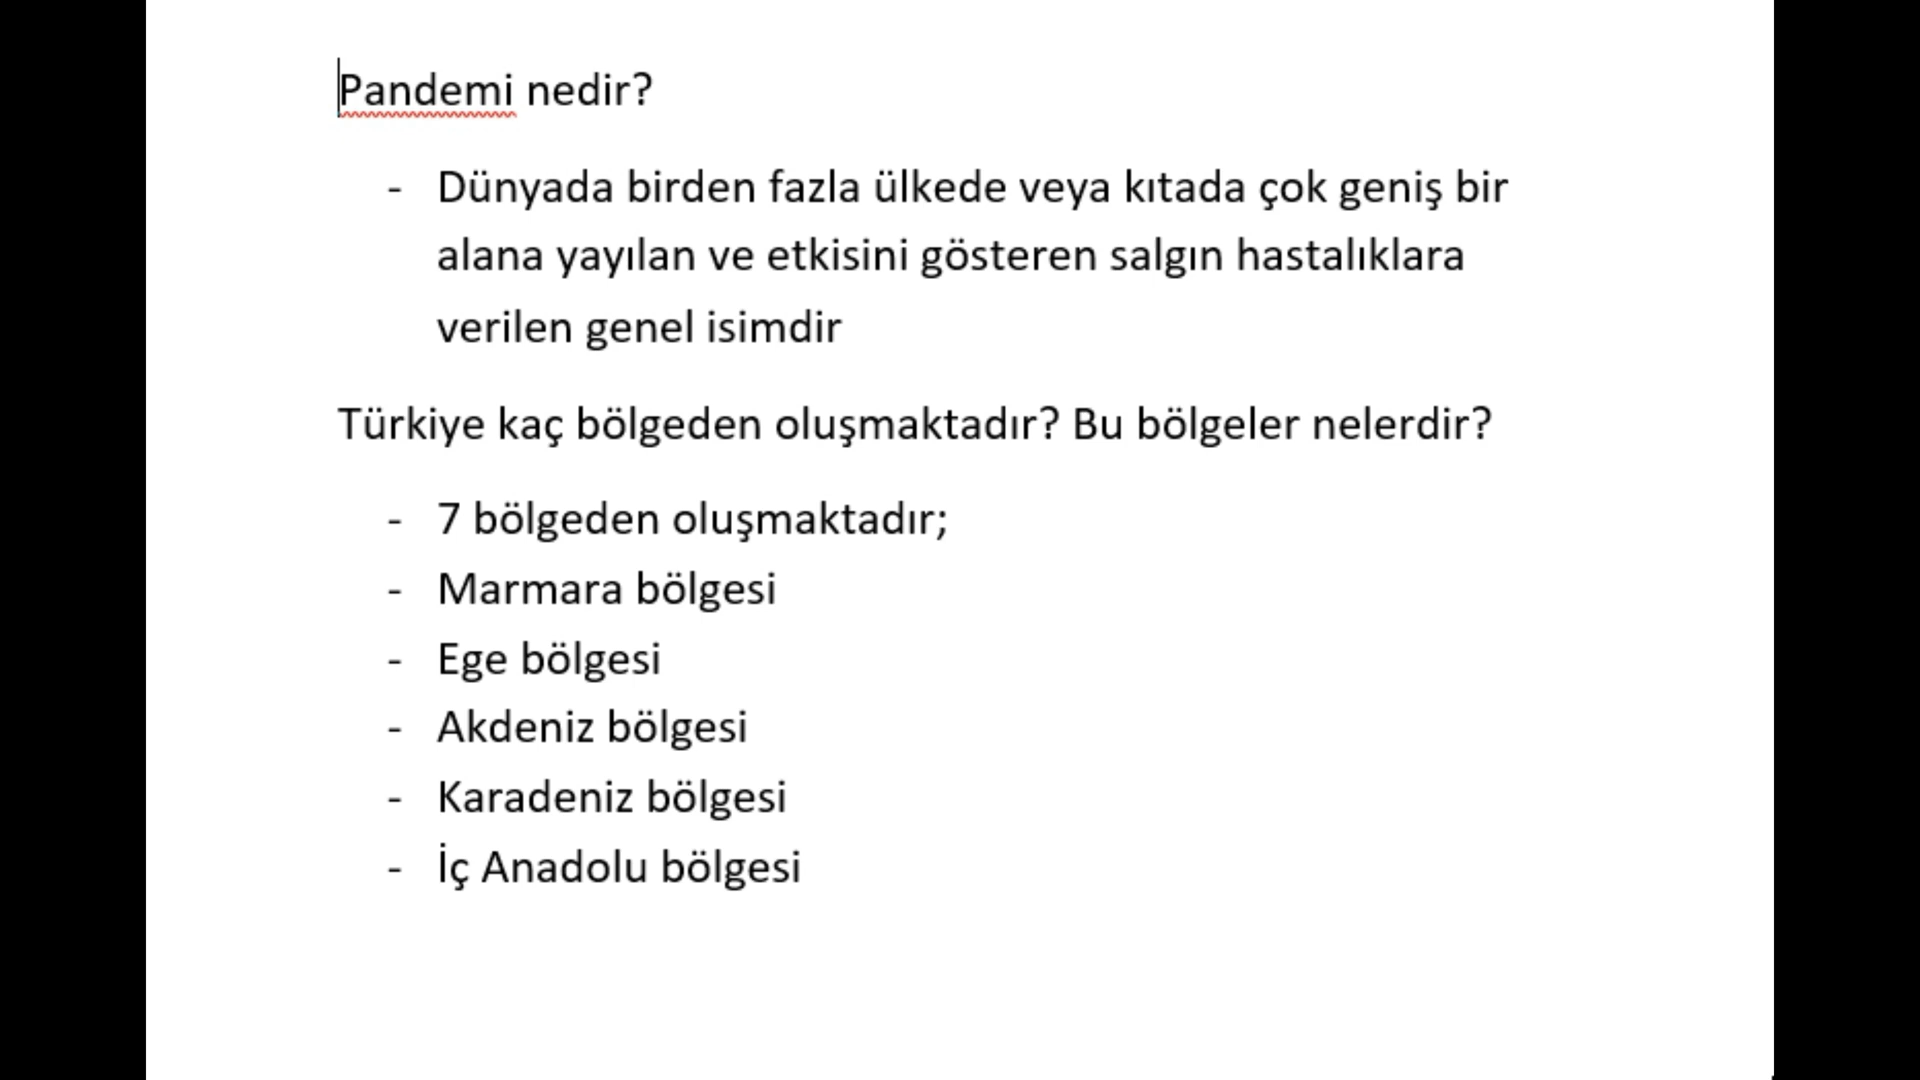 Pandemi nedir?
- Dünyada birden fazla ülkede veya kıtada çok geniş bir
alana yayılan ve etkisini gösteren salgın hastalıklara
verilen genel isimdir
Türkiye kaç bölgeden oluşmaktadır? Bu bölgeler nelerdir?
- 7 bölgeden oluşmaktadır;
- Marmara bölgesi
- Ege bölgesi
- Akdeniz bölgesi
- Karadeniz bölgesi
- İç Anadolu bölgesi